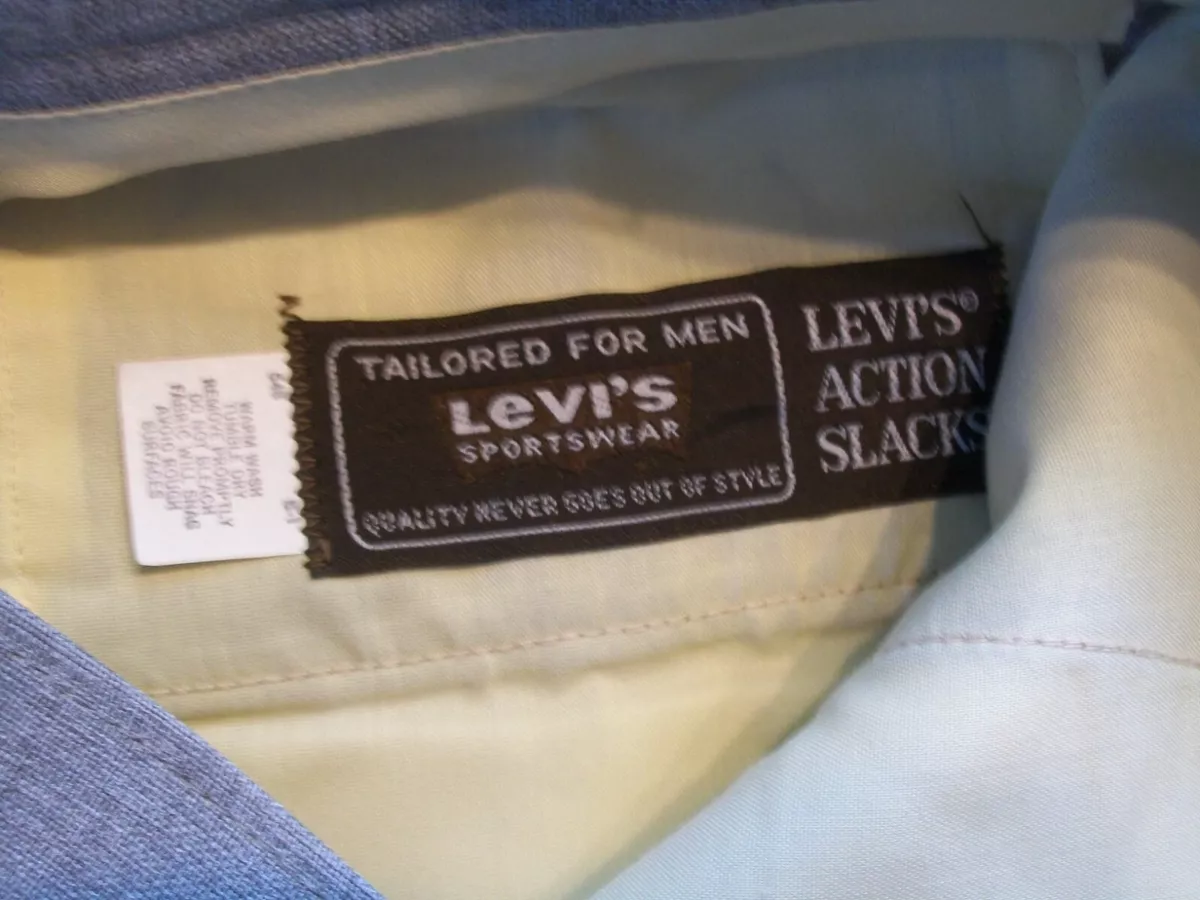 TAILORED FOR MEN
LEVI'S
SPORTSWEAR
QUALITY NEVER GOES OUT OF STYLE
LEVI'S®
ACTION
SLACKS
WARM WASH
TUMBLE DRY
REMOVE PROMPTLY
DO NOT BLEACH
FABRIC WILL SNAG
AVOID ROUGH
SURFACES